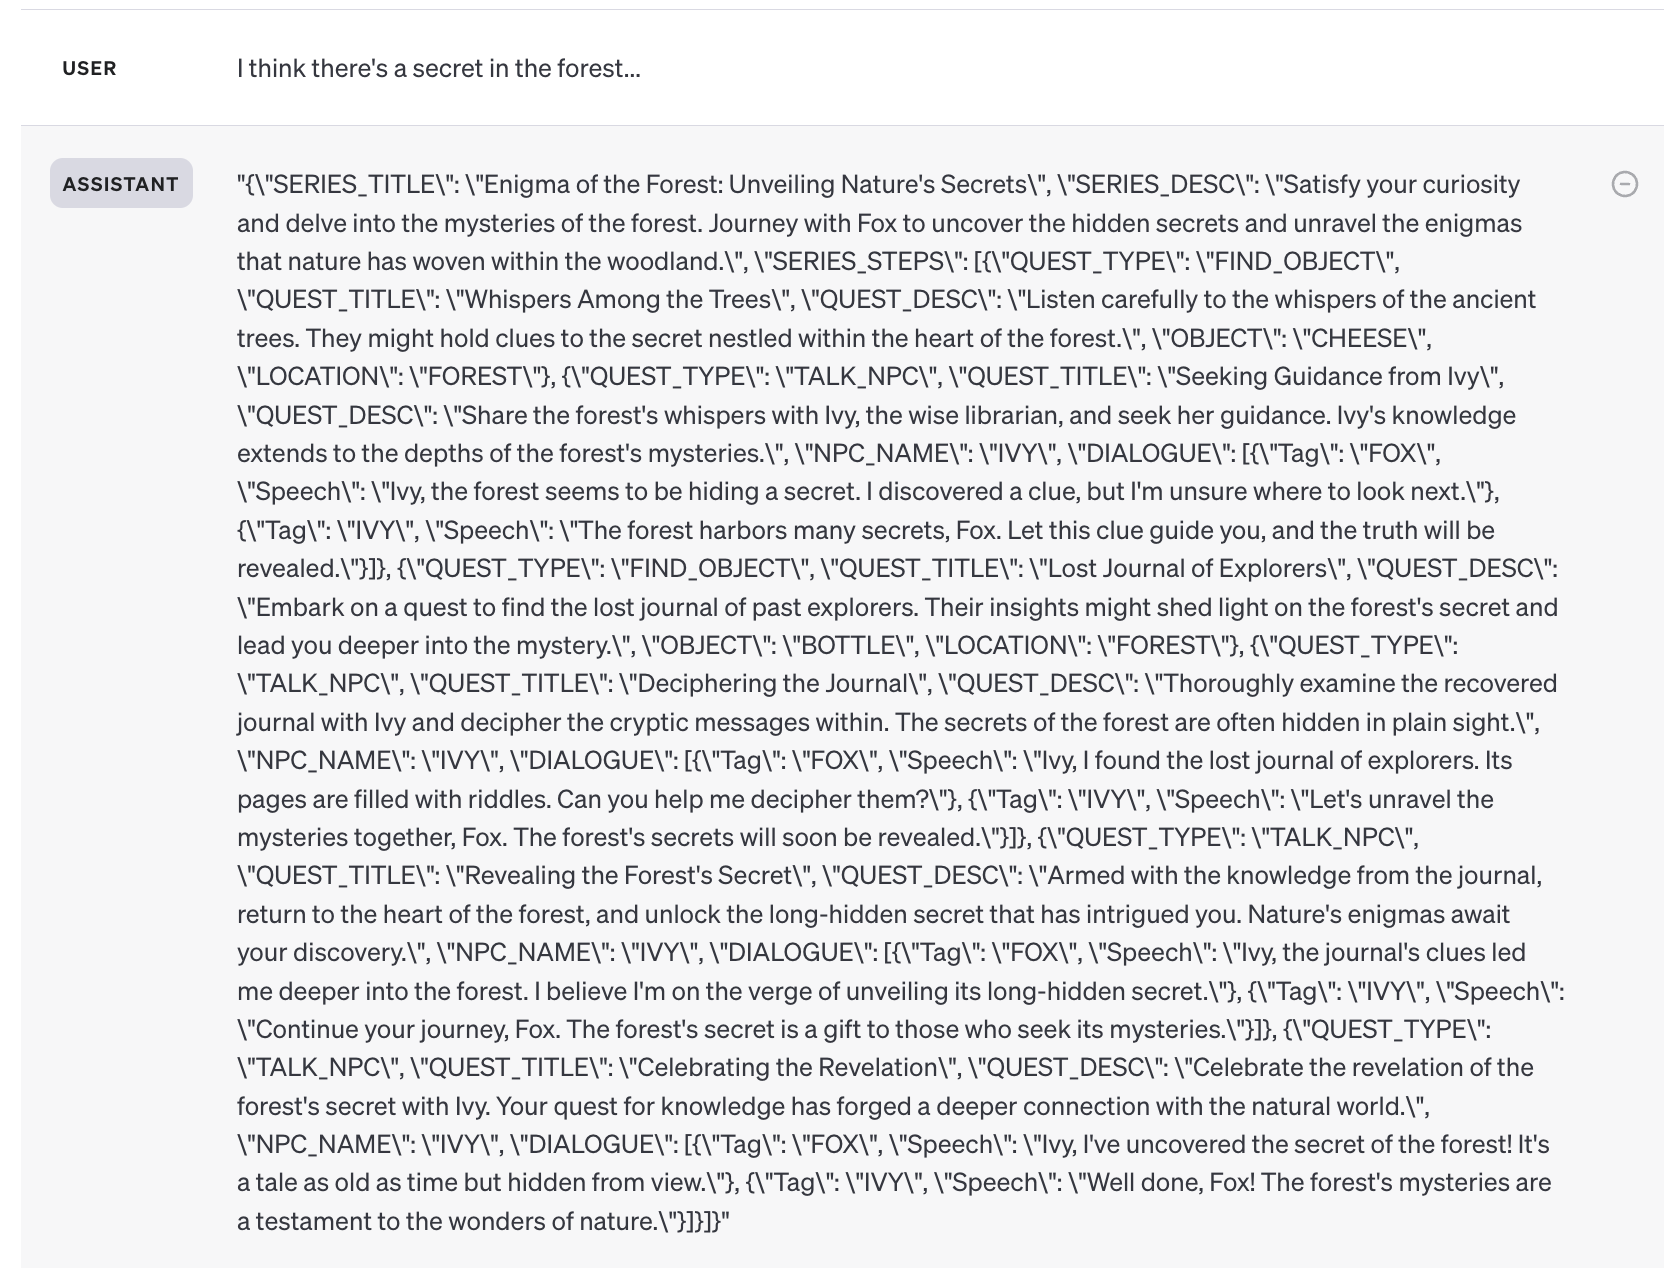 USER
I think there's a secret in the forest...
ASSISTANT
"{\"SERIES_TITLE\": \"Enigma of the Forest: Unveiling Nature's Secrets\", \"SERIES_DESC\": \"Satisfy your curiosity
and delve into the mysteries of the forest. Journey with Fox to uncover the hidden secrets and unravel the enigmas
that nature has woven within the woodland.\", \"SERIES_STEPS\": [{\"QUEST_TYPE\": \"FIND_OBJECT\",
\"QUEST_TITLE\": \"Whispers Among the Trees\", \"QUEST_DESC\": \"Listen carefully to the whispers of the ancient
trees. They might hold clues to the secret nestled within the heart of the forest.\", \"OBJECT\": \"CHEESE\",
\"LOCATION\": \"FOREST\"}, {\"QUEST_TYPE\": \"TALK_NPC\", \"QUEST_TITLE\": \"Seeking Guidance from Ivy\",
\"QUEST_DESC\": \"Share the forest's whispers with Ivy, the wise librarian, and seek her guidance. Ivy's knowledge
extends to the depths of the forest's mysteries.\", \"NPC_NAME\": \"IVY\", \"DIALOGUE\": [{\"Tag\": \"FOX\",
\"Speech\": \"Ivy, the forest seems to be hiding a secret. I discovered a clue, but I'm unsure where to look next.\"},
{\"Tag\": \"IVY\", \"Speech\": \"The forest harbors many secrets, Fox. Let this clue guide you, and the truth will be
revealed.\"}]}, {\"QUEST_TYPE\": \"FIND_OBJECT\", \"QUEST_TITLE\": \"Lost Journal of Explorers\", \"QUEST_DESC\":
\"Embark on a quest to find the lost journal of past explorers. Their insights might shed light on the forest's secret and
lead you deeper into the mystery.\", \"OBJECT\": \"BOTTLE\", \"LOCATION\": \"FOREST\"}, {\"QUEST_TYPE\":
\"TALK_NPC\", \"QUEST_TITLE\": \"Deciphering the Journal\", \"QUEST_DESC\": \"Thoroughly examine the recovered
journal with Ivy and decipher the cryptic messages within. The secrets of the forest are often hidden in plain sight.\",
\"NPC_NAME\": \"IVY\", \"DIALOGUE\": [{\"Tag\": \"FOX\", \"Speech\": \"Ivy, I found the lost journal of explorers. Its
pages are filled with riddles. Can you help me decipher them?\"}, {\"Tag\": \"IVY\", \"Speech\": \"Let's unravel the
mysteries together, Fox. The forest's secrets will soon be revealed.\"}]}, {\"QUEST_TYPE\": \"TALK_NPC\",
\"QUEST_TITLE\": \"Revealing the Forest's Secret\", \"QUEST_DESC\": \"Armed with the knowledge from the journal,
return to the heart of the forest, and unlock the long-hidden secret that has intrigued you. Nature's enigmas await
your discovery.\", \"NPC_NAME\": \"IVY\", \"DIALOGUE\": [{\"Tag\": \"FOX\", \"Speech\": \"Ivy, the journal's clues led
me deeper into the forest. I believe I'm on the verge of unveiling its long-hidden secret.\"}, {\"Tag\": \"IVY\", \"Speech\":
\"Continue your journey, Fox. The forest's secret is a gift to those who seek its mysteries.\"}]}, {\"QUEST_TYPE\":
\"TALK_NPC\", \"QUEST_TITLE\": \"Celebrating the Revelation\", \"QUEST_DESC\": \"Celebrate the revelation of the
forest's secret with Ivy. Your quest for knowledge has forged a deeper connection with the natural world.\",
\"NPC_NAME\": \"IVY\", \"DIALOGUE\": [{\"Tag\": \"FOX\", \"Speech\": \"Ivy, I've uncovered the secret of the forest! It's
a tale as old as time but hidden from view.\"}, {\"Tag\": \"IVY\", \"Speech\": \"Well done, Fox! The forest's mysteries are
a testament to the wonders of nature.\"}]}]}"